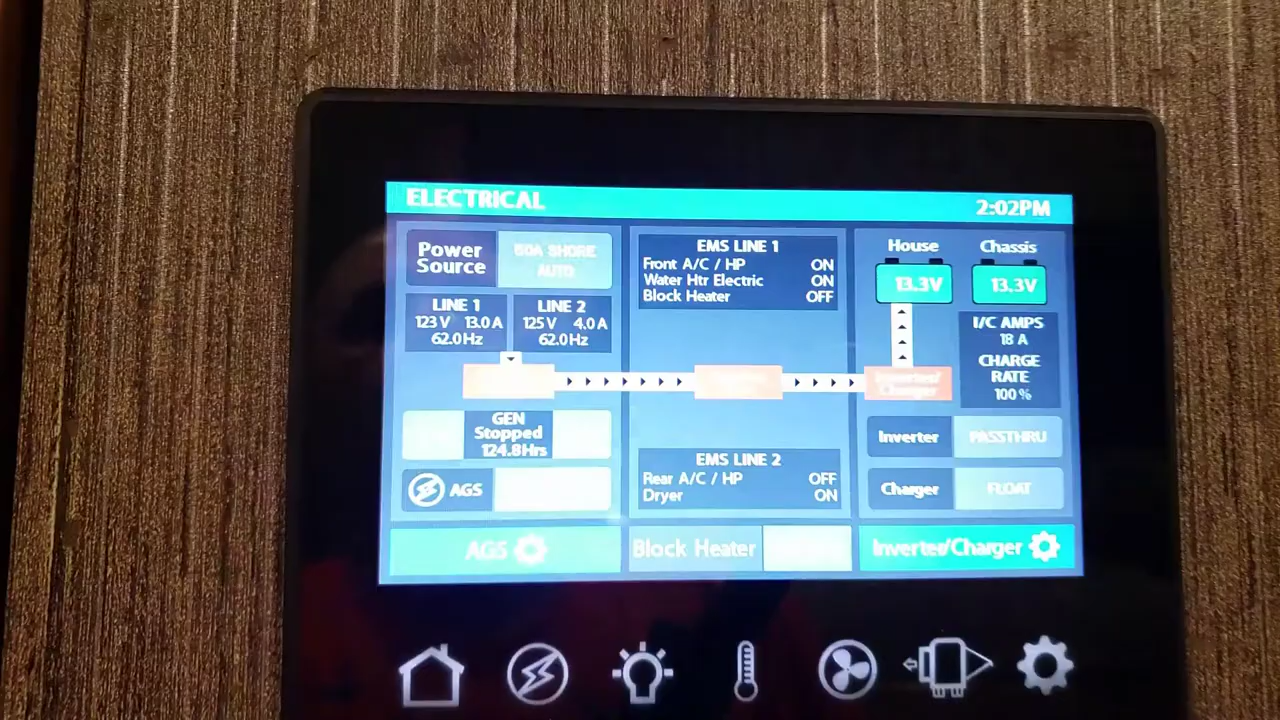 ELECTRICAL
2:02PM
Power
Source
50A SHORE
AUTO
LINE 1
123 V 13.0 A
62.0Hz
LINE 2
125 V 4.0 A
62.0Hz
GEN
Stopped
124.8Hrs
AGS
AGS
EMS LINE 1
Front A/C / HP ON
Water Htr Electric ON
Block Heater OFF
EMS LINE 2
Rear A/C / HP OFF
Dryer ON
Block Heater
House
13.3V
Chassis
13.3V
I/C AMPS
18 A
CHARGE
RATE
100 %
Inverter/
Charger
Inverter PASSTHRU
Charger FLOAT
Inverter/Charger